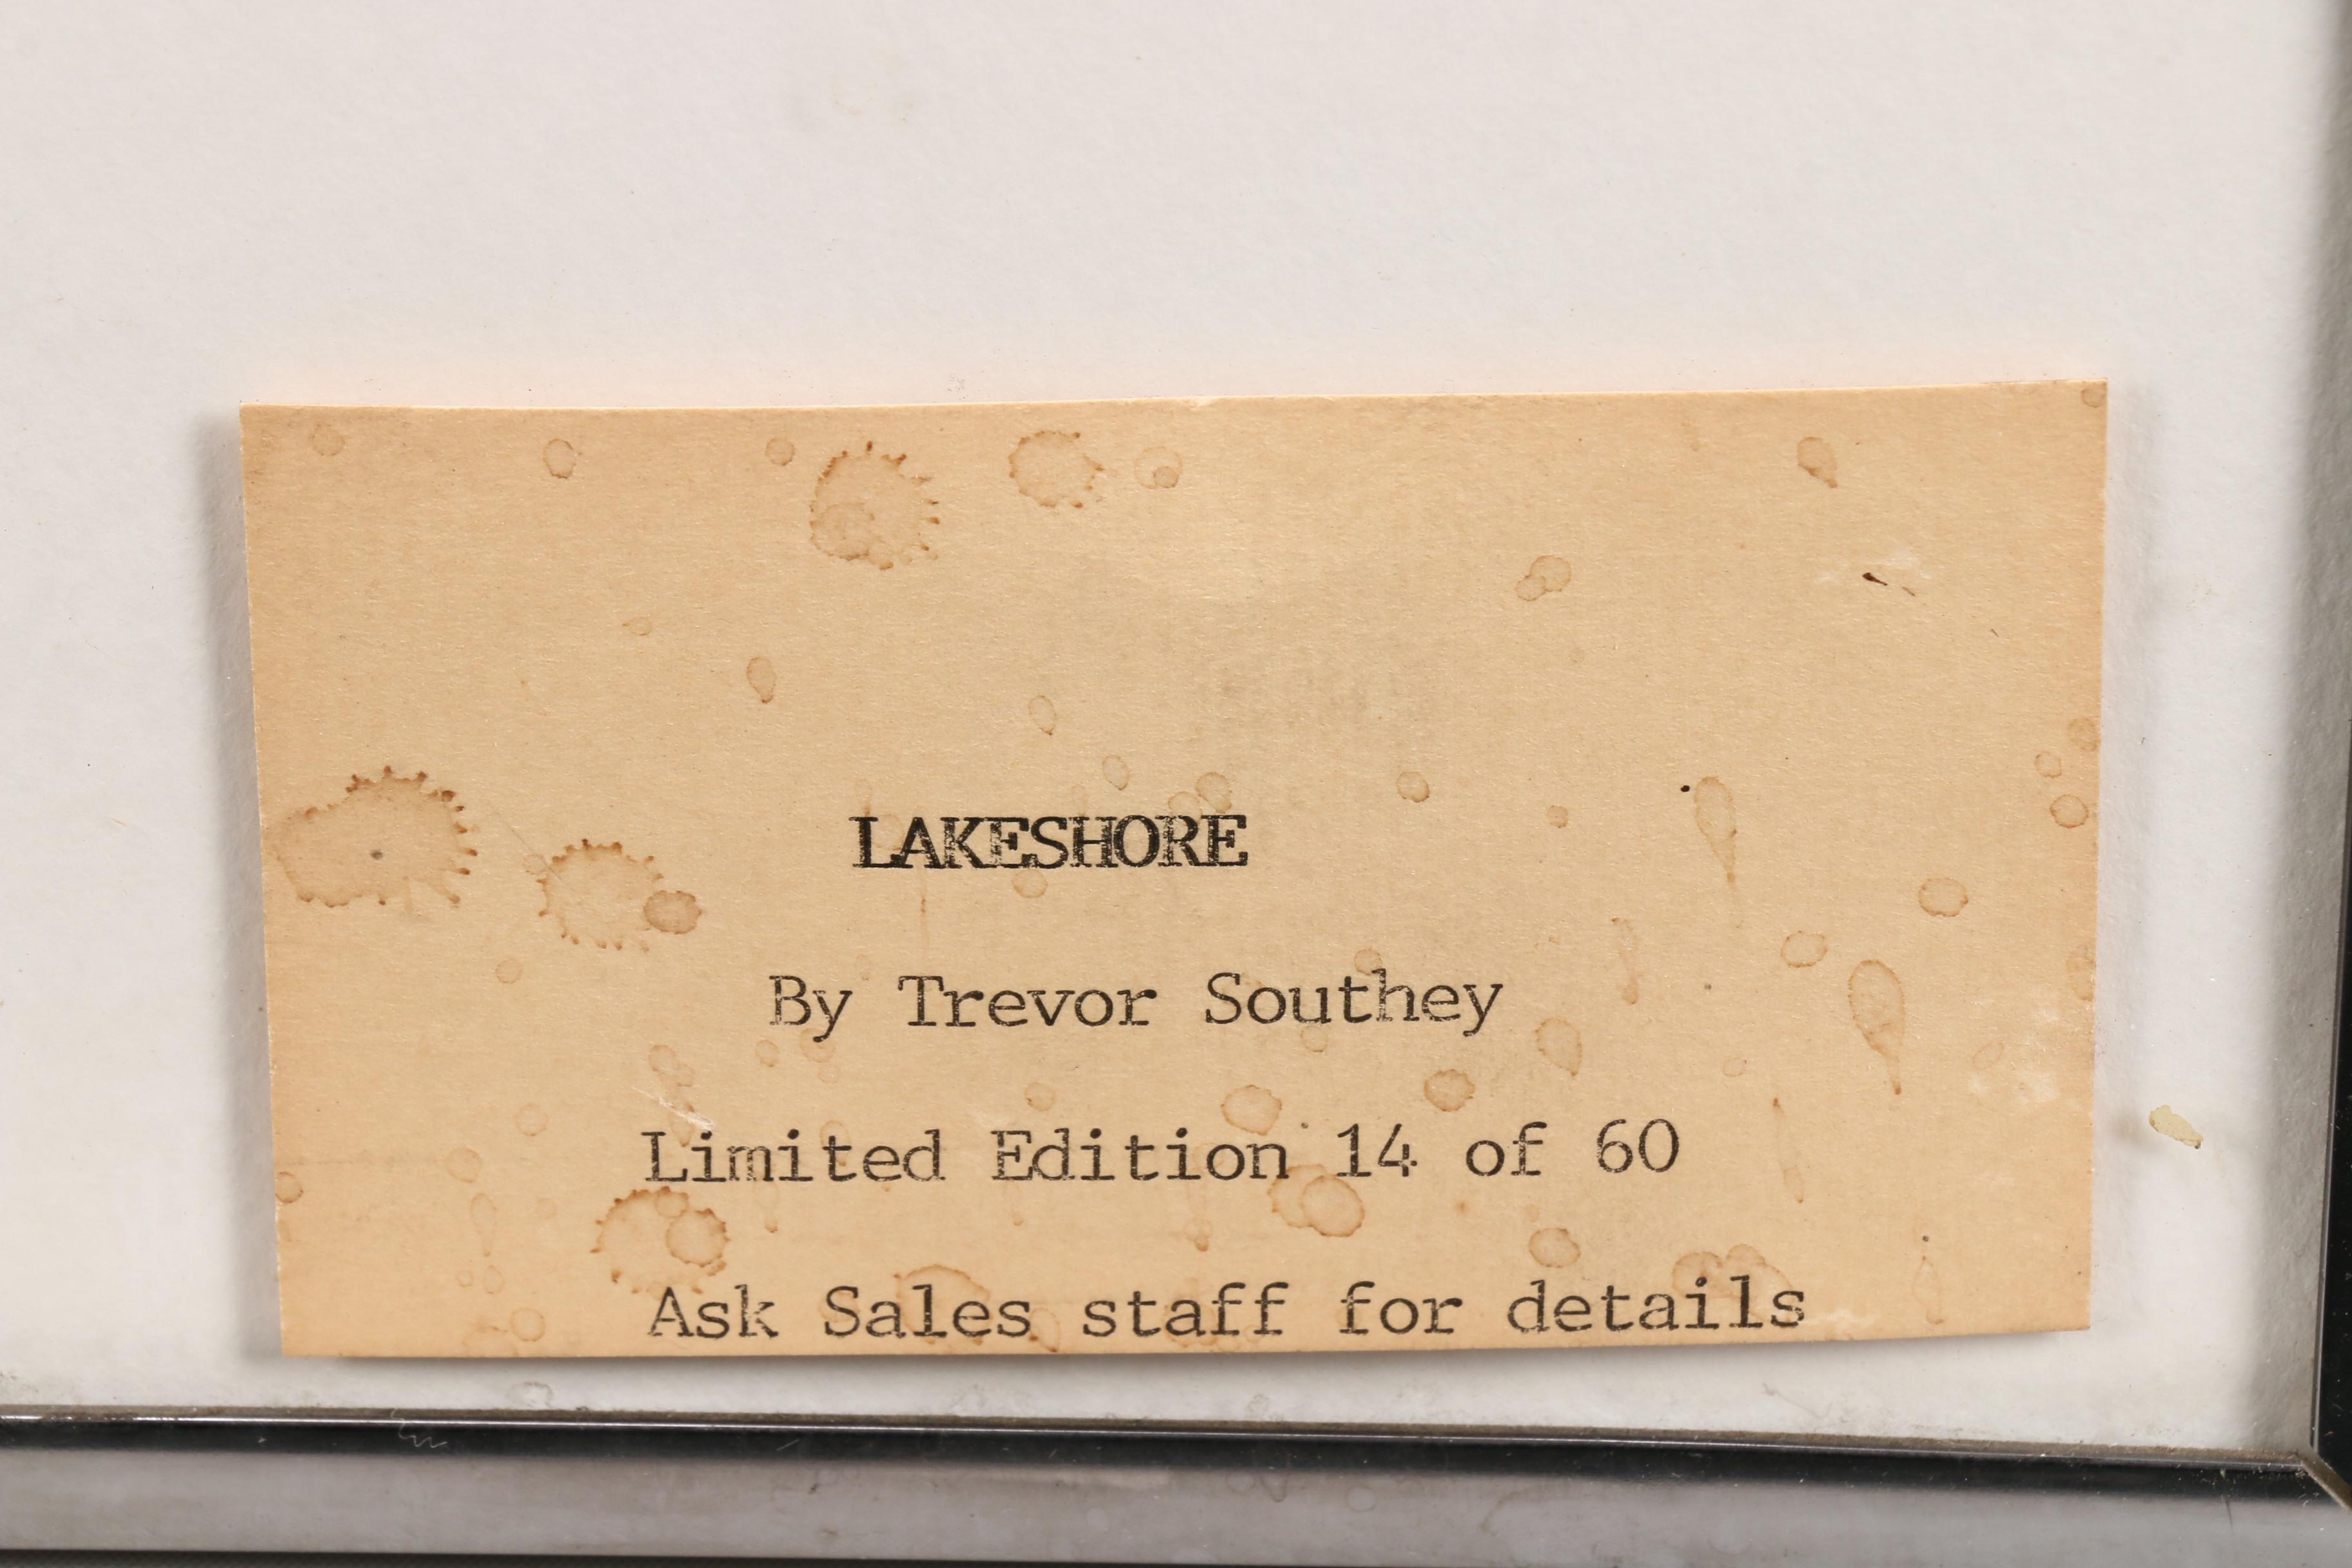 LAKESHORE
By Trevor Southey
Limited Edition 14 of 60
Ask Sales staff for details